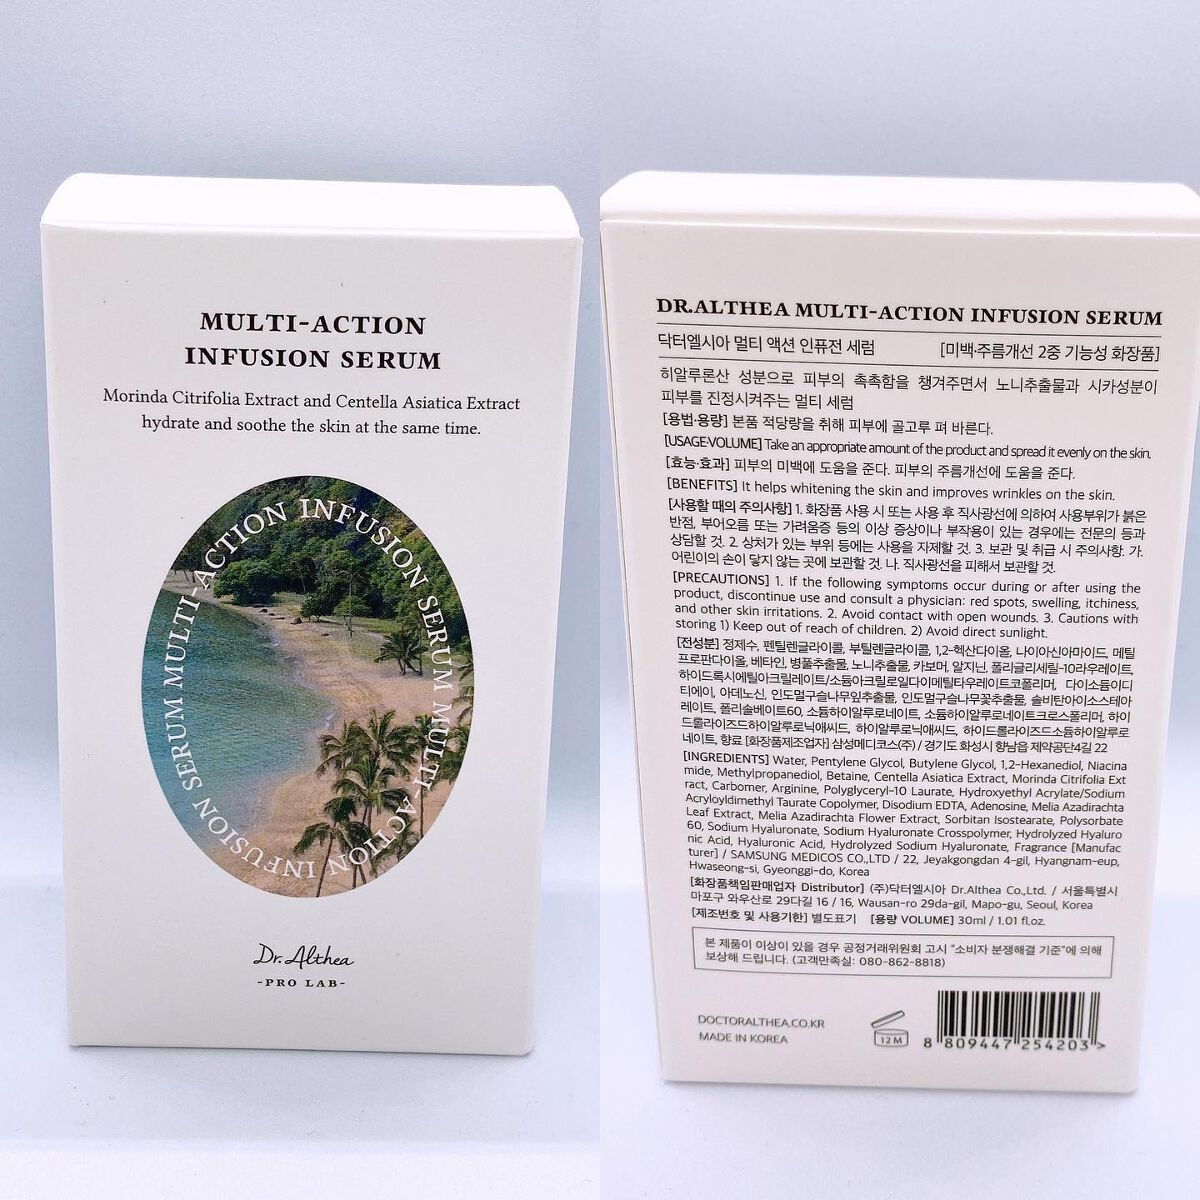 MULTI-ACTION
INFUSION SERUM
Morinda Citrifolia Extract and Centella Asiatica Extract
hydrate and soothe the skin at the same time.
MULTI-ACTION INFUSION SERUM MULTI-ACTION INFUSION SERUM
Dr.Althea
-PRO LAB-
DR.ALTHEA MULTI-ACTION INFUSION SERUM
닥터엘시아 멀티 액션 인퓨전 세럼 [미백·주름개선 2중 기능성 화장품]
히알루론산 성분으로 피부의 촉촉함을 챙겨주면서 노니추출물과 시카성분이
피부를 진정시켜주는 멀티 세럼
[용법·용량] 본품 적당량을 취해 피부에 골고루 펴 바른다.
[USAGE·VOLUME] Take an appropriate amount of the product and spread it evenly on the skin.
[효능·효과] 피부의 미백에 도움을 준다. 피부의 주름개선에 도움을 준다.
[BENEFITS] It helps whitening the skin and improves wrinkles on the skin.
[사용할 때의 주의사항] 1. 화장품 사용 시 또는 사용 후 직사광선에 의하여 사용부위가 붉은
반점, 부어오름 또는 가려움증 등의 이상 증상이나 부작용이 있는 경우에는 전문의 등과
상담할 것. 2. 상처가 있는 부위 등에는 사용을 자제할 것. 3. 보관 및 취급 시 주의사항. 가.
어린이의 손이 닿지 않는 곳에 보관할 것. 나. 직사광선을 피해서 보관할 것.
[PRECAUTIONS] 1. If the following symptoms occur during or after using the
product, discontinue use and consult a physician: red spots, swelling, itchiness,
and other skin irritations. 2. Avoid contact with open wounds. 3. Cautions with
storing 1) Keep out of reach of children. 2) Avoid direct sunlight.
[전성분] 정제수, 펜틸렌글라이콜, 부틸렌글라이콜, 1,2-헥산다이올, 나이아신아마이드, 메틸
프로판다이올, 베타인, 병풀추출물, 노니추출물, 카보머, 알지닌, 폴리글리세릴-10라우레이트,
하이드록시에틸아크릴레이트/소듐아크릴로일다이메틸타우레이트코폴리머, 다이소듐이디
티에이, 아데노신, 인도멀구슬나무잎추출물, 인도멀구슬나무꽃추출물, 솔비탄아이소스테아
레이트, 폴리솔베이트60, 소듐하이알루로네이트, 소듐하이알루로네이트크로스폴리머, 하이
드롤라이즈드하이알루로닉애씨드, 하이알루로닉애씨드, 하이드롤라이즈드소듐하이알루로
네이트, 향료 [화장품제조업자] 삼성메디코스(주) / 경기도 화성시 향남읍 제약공단4길 22
[INGREDIENTS] Water, Pentylene Glycol, Butylene Glycol, 1,2-Hexanediol, Niacina
mide, Methylpropanediol, Betaine, Centella Asiatica Extract, Morinda Citrifolia Ext
ract, Carbomer, Arginine, Polyglyceryl-10 Laurate, Hydroxyethyl Acrylate/Sodium
Acryloyldimethyl Taurate Copolymer, Disodium EDTA, Adenosine, Melia Azadirachta
Leaf Extract, Melia Azadirachta Flower Extract, Sorbitan Isostearate, Polysorbate
60, Sodium Hyaluronate, Sodium Hyaluronate Crosspolymer, Hydrolyzed Hyaluro
nic Acid, Hyaluronic Acid, Hydrolyzed Sodium Hyaluronate, Fragrance [Manufac
turer] / SAMSUNG MEDICOS CO.,LTD / 22, Jeyakgongdan 4-gil, Hyangnam-eup,
Hwaseong-si, Gyeonggi-do, Korea
[화장품책임판매업자 Distributor] (주)닥터엘시아 Dr.Althea Co.,Ltd. / 서울특별시
마포구 와우산로 29다길 16 / 16, Wausan-ro 29da-gil, Mapo-gu, Seoul, Korea
[제조번호 및 사용기한] 별도표기 [용량 VOLUME] 30ml / 1.01 fl.oz.
본 제품이 이상이 있을 경우 공정거래위원회 고시 "소비자 분쟁해결 기준"에 의해
보상해 드립니다. (고객만족실: 080-862-8818)
DOCTORALTHEA.CO.KR
MADE IN KOREA
12M
8 809447 254203 >